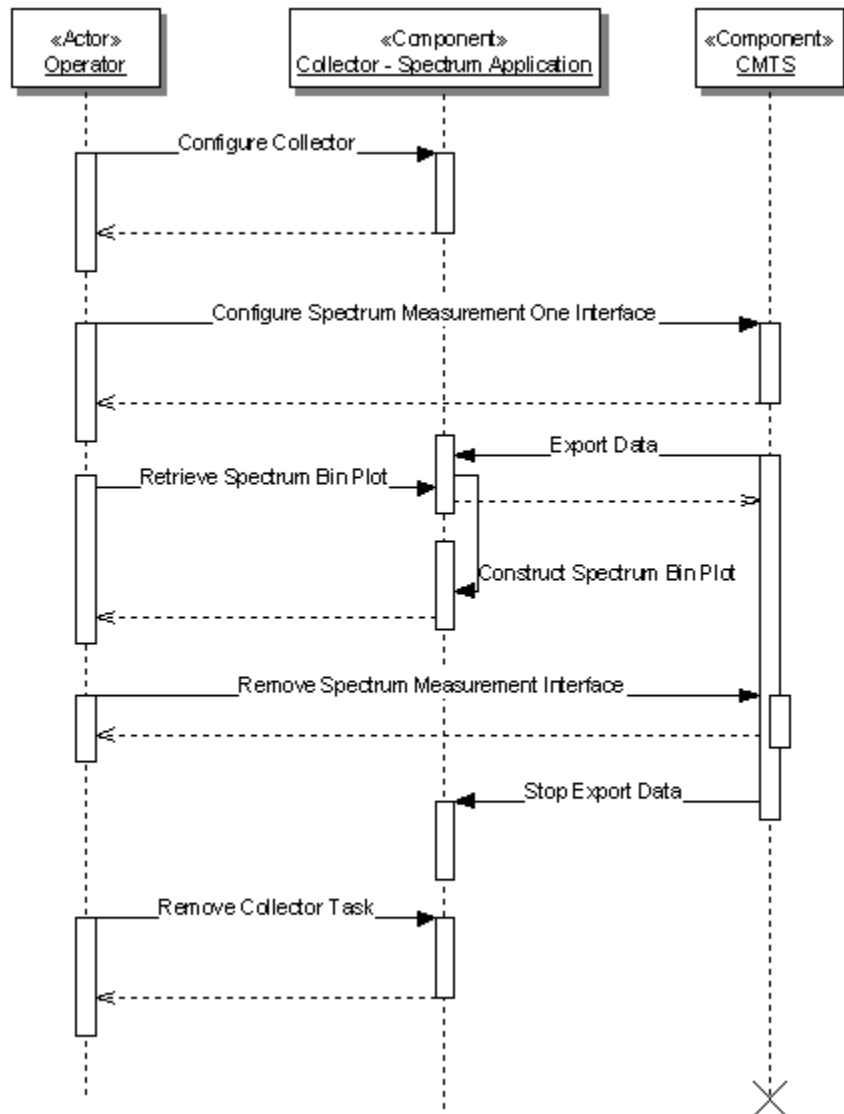 «Actor»
Operator
«Component»
Collector - Spectrum Application
«Component»
CMTS
Configure Collector
Configure Spectrum Measurement One Interface
Export Data
Retrieve Spectrum Bin Plot
Construct Spectrum Bin Plot
Remove Spectrum Measurement Interface
Stop Export Data
Remove Collector Task